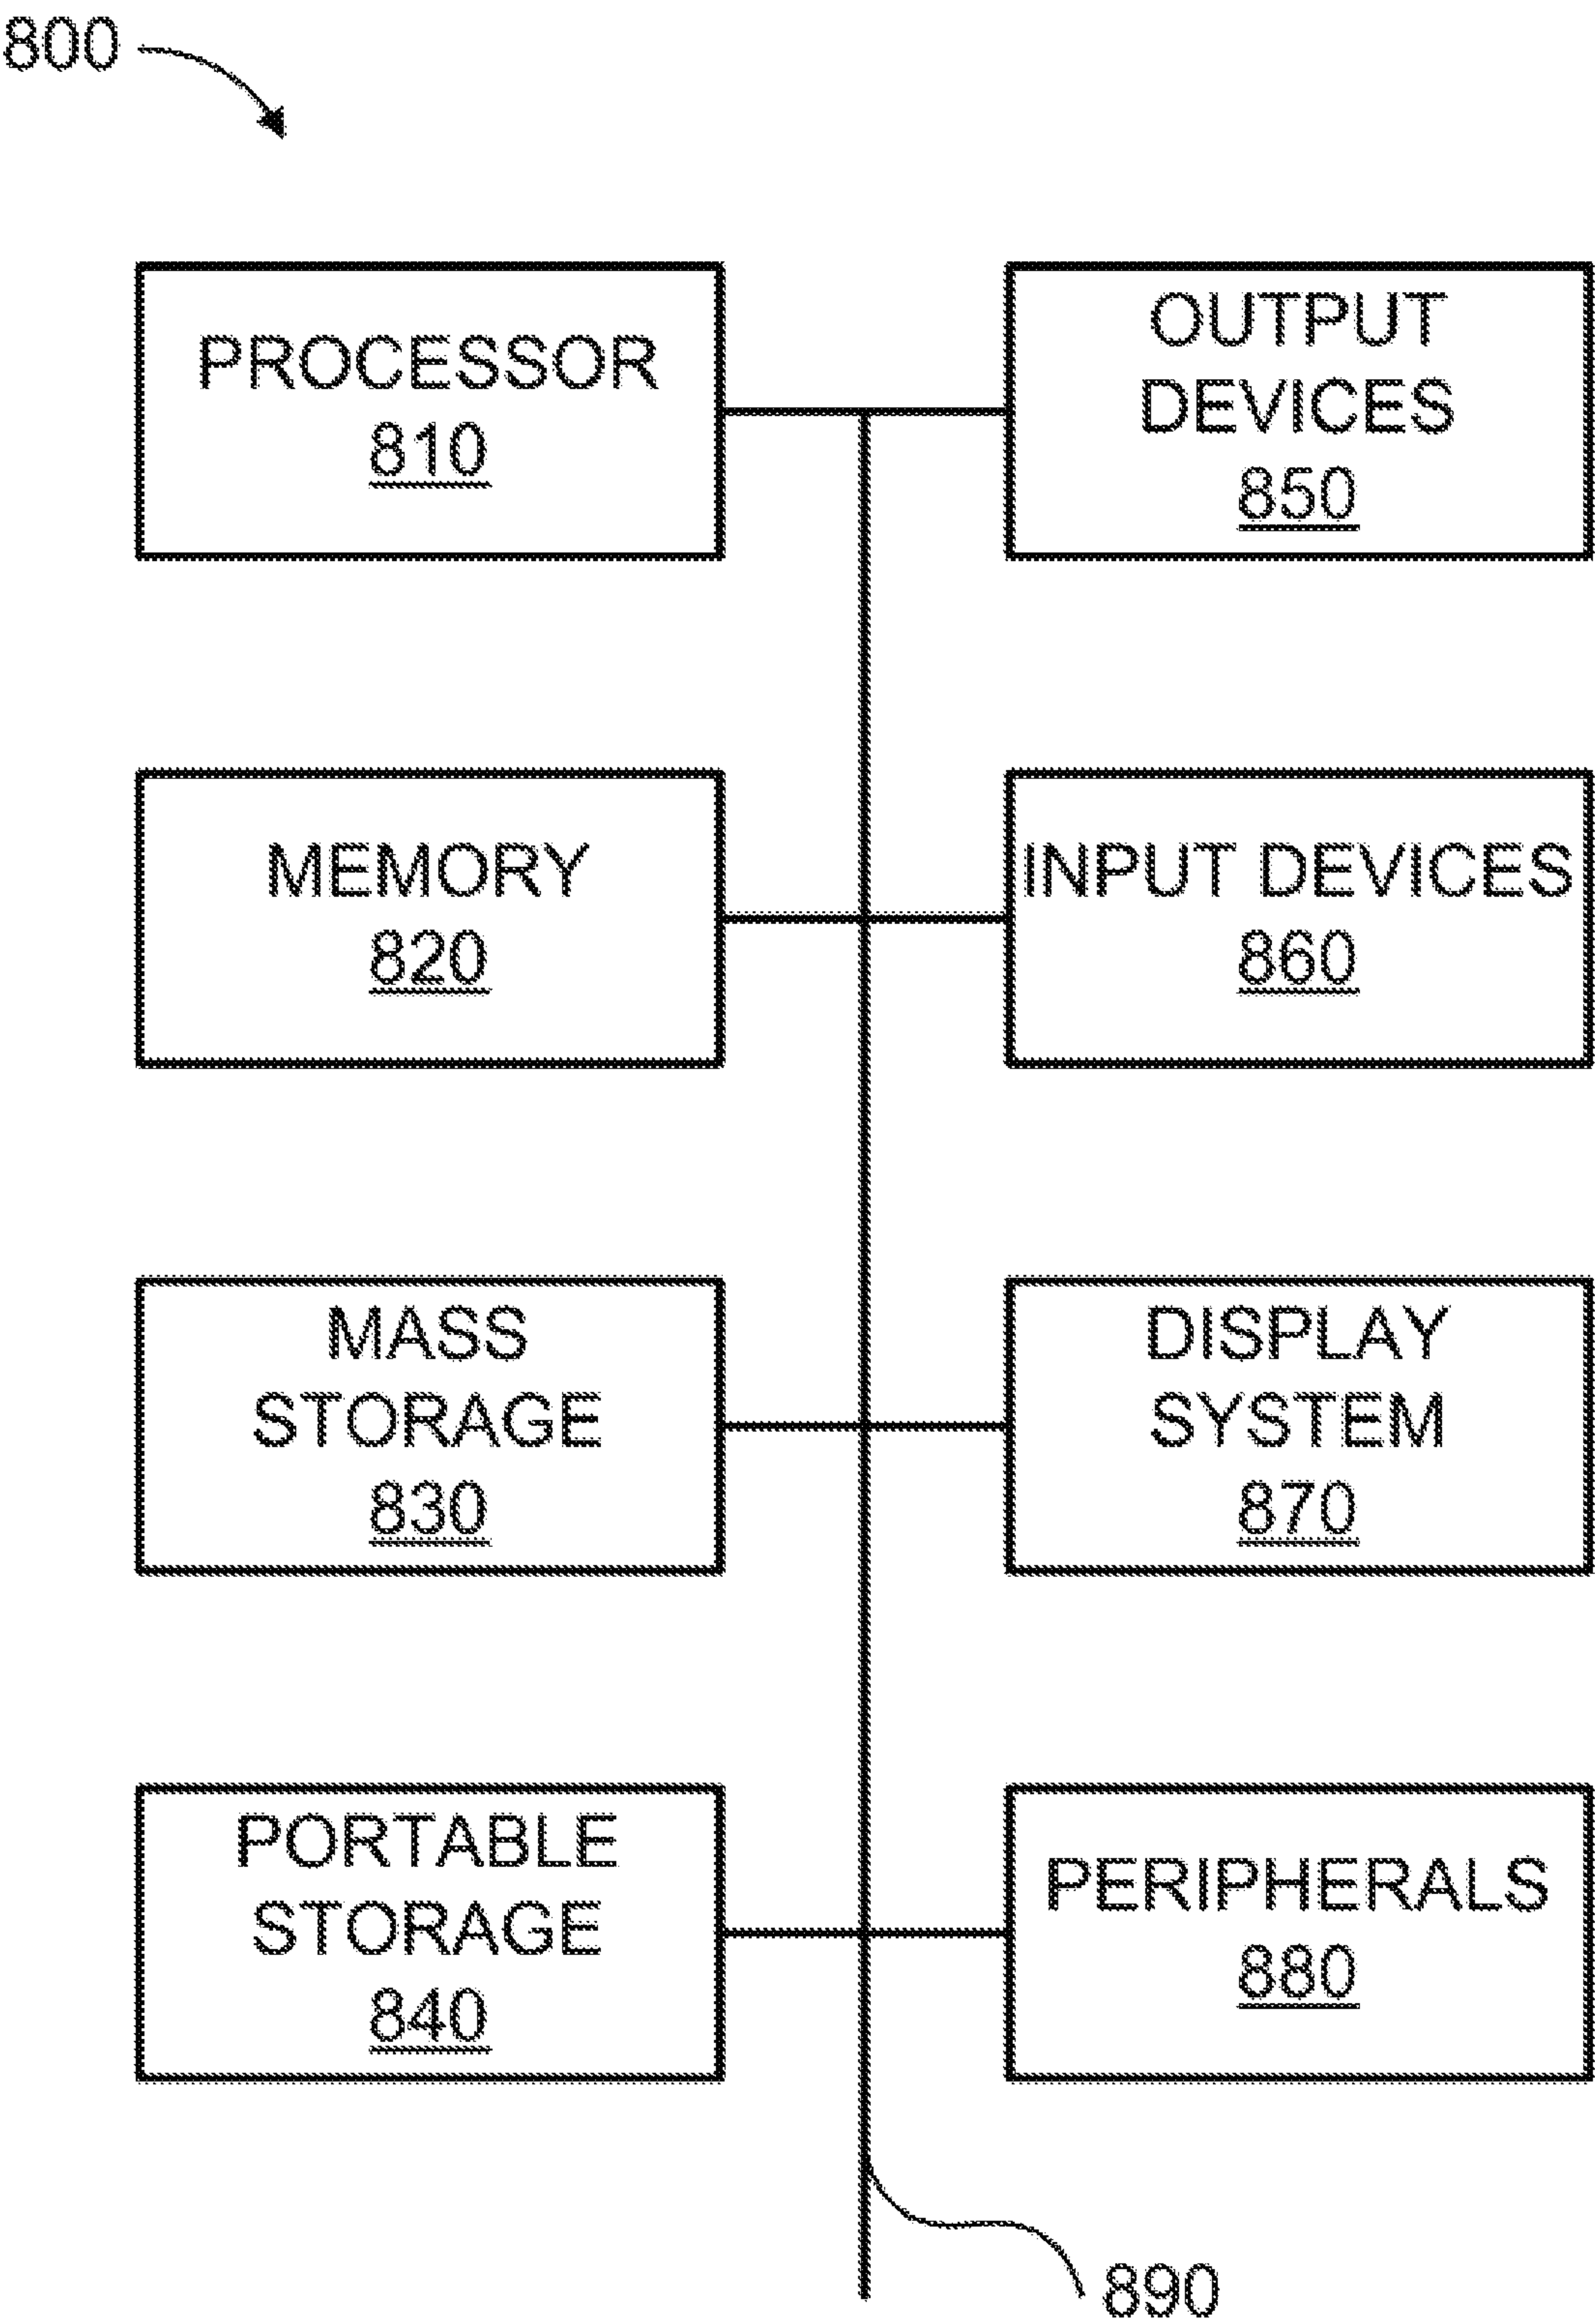 800
PROCESSOR
810
OUTPUT
DEVICES
850
MEMORY
820
INPUT DEVICES
860
MASS
STORAGE
830
DISPLAY
SYSTEM
870
PORTABLE
STORAGE
840
PERIPHERALS
880
890